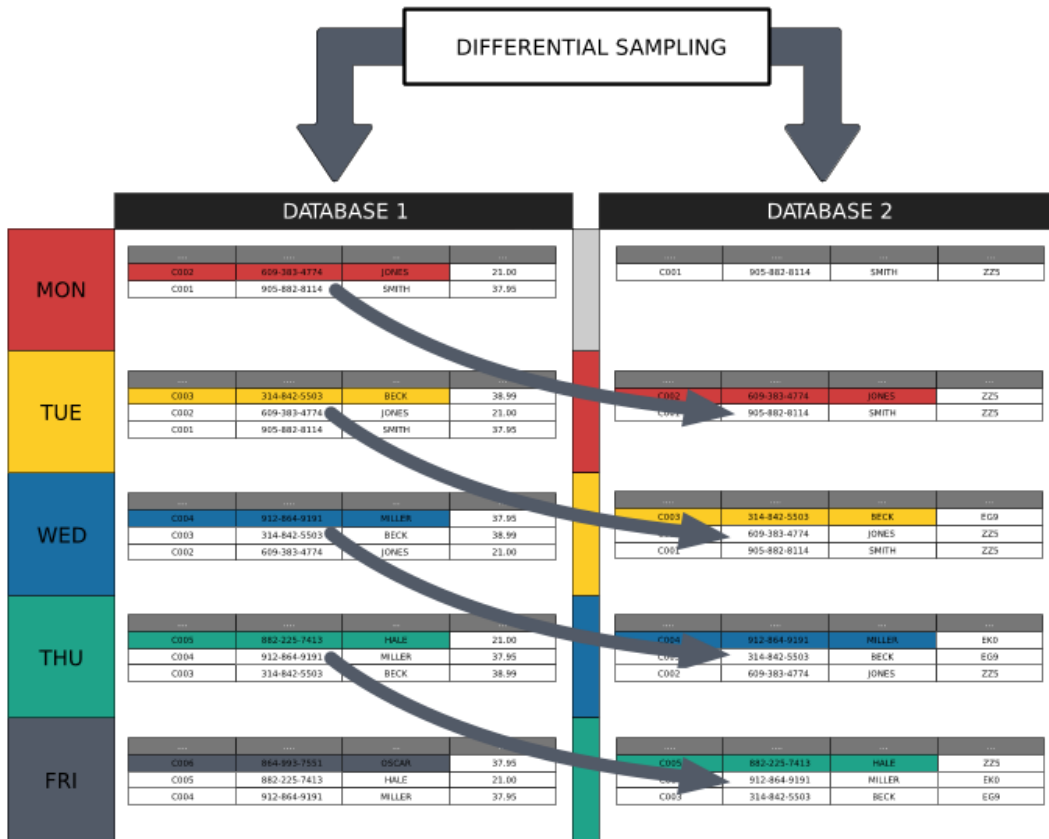 DIFFERENTIAL SAMPLING
DATABASE 1
DATABASE 2
MON
.... .... ... ....
C002 609-383-4774 JONES 21.00
C001 905-882-8114 SMITH 37.95
.... .... ... ....
C001 905-882-8114 SMITH ZZ5
TUE
.... .... ... ....
C003 314-842-5503 BECK 38.99
C002 609-383-4774 JONES 21.00
C001 905-882-8114 SMITH 37.95
.... .... ... ....
C002 609-383-4774 JONES ZZ5
905-882-8114 SMITH ZZ5
WED
.... .... ... ....
C004 912-864-9191 MILLER 37.95
C003 314-842-5503 BECK 38.99
C002 609-383-4774 JONES 21.00
.... .... ... ....
C003 314-842-5503 BECK EG9
609-383-4774 JONES ZZ5
C001 905-882-8114 SMITH ZZ5
THU
.... .... ... ....
C005 882-225-7413 HALE 21.00
C004 912-864-9191 MILLER 37.95
C003 314-842-5503 BECK 38.99
.... .... ... ....
C004 912-864-9191 MILLER EK0
314-842-5503 BECK EG9
C002 609-383-4774 JONES ZZ5
FRI
.... .... ... ....
C006 864-993-7551 OSCAR 37.95
C005 882-225-7413 HALE 21.00
C004 912-864-9191 MILLER 37.95
.... .... ... ....
C005 882-225-7413 HALE ZZ5
912-864-9191 MILLER EK0
C003 314-842-5503 BECK EG9